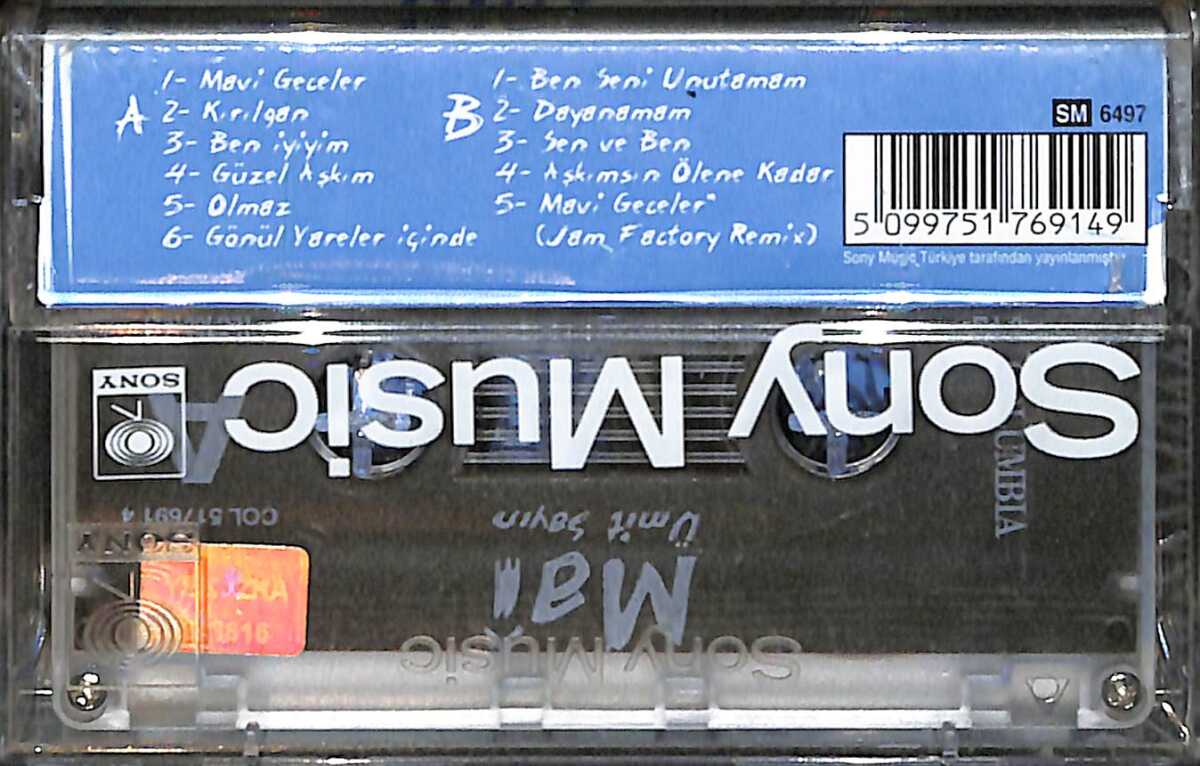 A
1- Mavi Geceler
2- Kırılgan
3- Ben iyiyim
4- Güzel Aşkım
5- Olmaz
6- Gönül Yareler içinde
B
1- Ben Seni Unutamam
2- Dayanamam
3- Sen ve Ben
4- Aşkımsın Ölene Kadar
5- Mavi Geceler"
(Jam Factory Remix)
SM 6497
5 099751 769149
Sony Music Türkiye tarafından yayınlanmıştır
Sony Music
SONY
A
UMBIA
COL 517691 4
Ümit Sayın
Mai
SONY
Sony Music